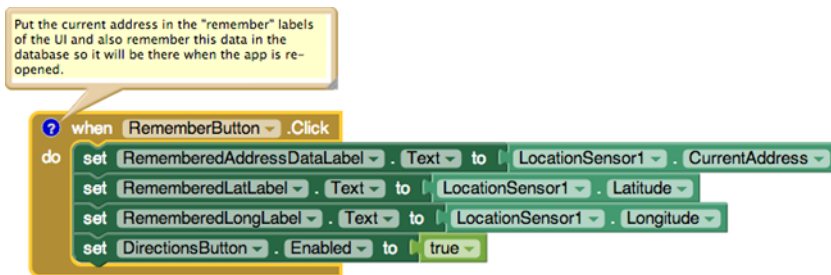 Put the current address in the "remember" labels
of the UI and also remember this data in the
database so it will be there when the app is re-
opened.
? when RememberButton .Click
do set RememberedAddressDataLabel . Text to LocationSensor1 . CurrentAddress
set RememberedLatLabel . Text to LocationSensor1 . Latitude
set RememberedLongLabel . Text to LocationSensor1 . Longitude
set DirectionsButton . Enabled to true